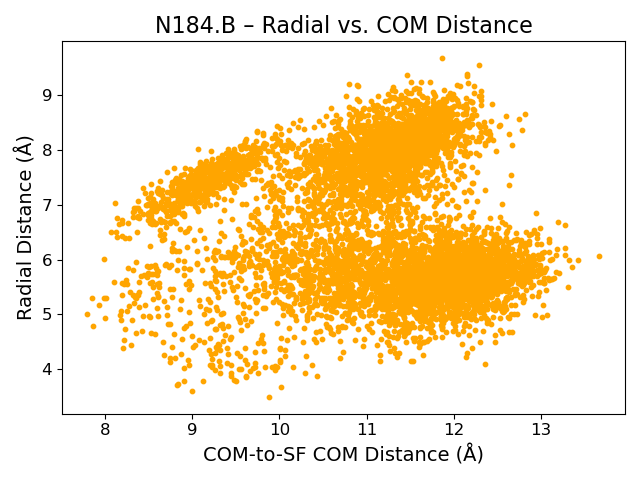 N184.B – Radial vs. COM Distance
Radial Distance (Å)
9
8
7
6
5
4
8 9 10 11 12 13
COM-to-SF COM Distance (Å)